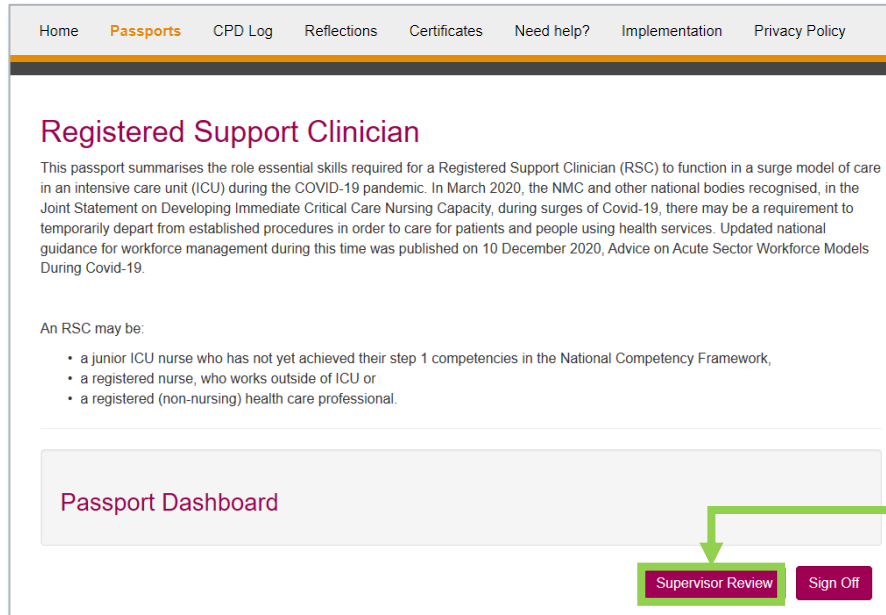 Home Passports CPD Log Reflections Certificates Need help? Implementation Privacy Policy
Registered Support Clinician
This passport summarises the role essential skills required for a Registered Support Clinician (RSC) to function in a surge model of care
in an intensive care unit (ICU) during the COVID-19 pandemic. In March 2020, the NMC and other national bodies recognised, in the
Joint Statement on Developing Immediate Critical Care Nursing Capacity, during surges of Covid-19, there may be a requirement to
temporarily depart from established procedures in order to care for patients and people using health services. Updated national
guidance for workforce management during this time was published on 10 December 2020, Advice on Acute Sector Workforce Models
During Covid-19.
An RSC may be:
• a junior ICU nurse who has not yet achieved their step 1 competencies in the National Competency Framework,
• a registered nurse, who works outside of ICU or
• a registered (non-nursing) health care professional.
Passport Dashboard
Supervisor Review Sign Off